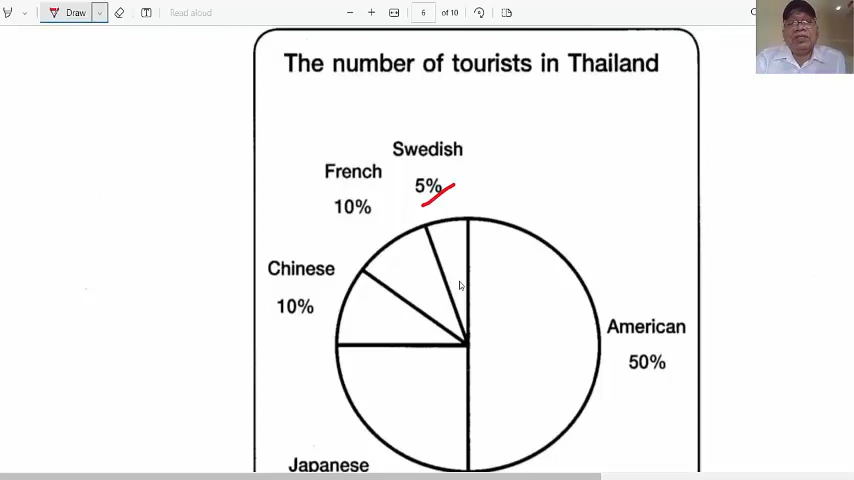 Draw
Read aloud
6
of 10
The number of tourists in Thailand
Swedish
5%
French
10%
Chinese
10%
American
50%
Japanese